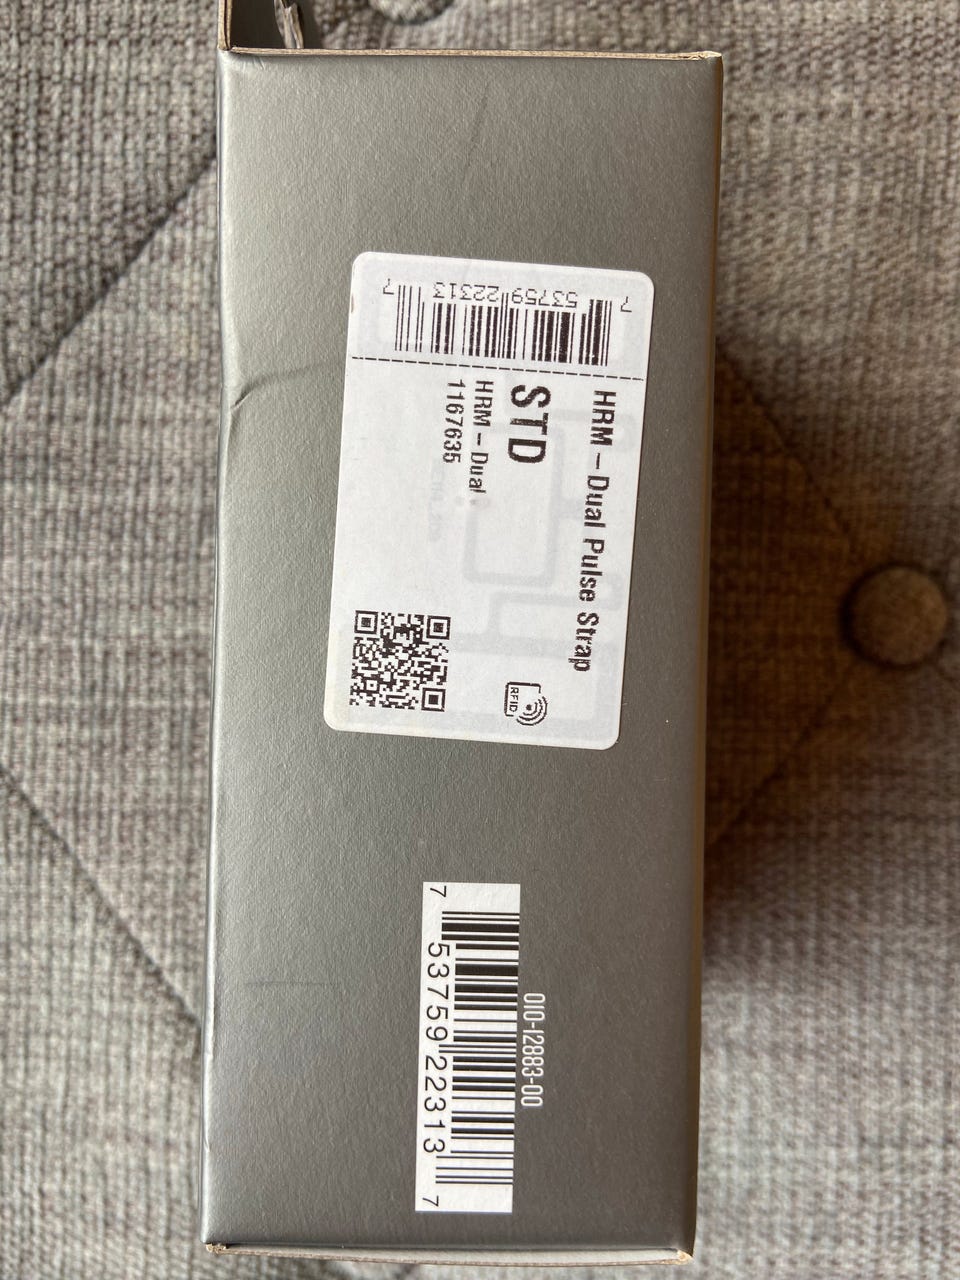 7 53759 22313 7
HRM – Dual Pulse Strap
STD
HRM – Dual
1167635
RFID
010-12883-00
7 53759 22313 7